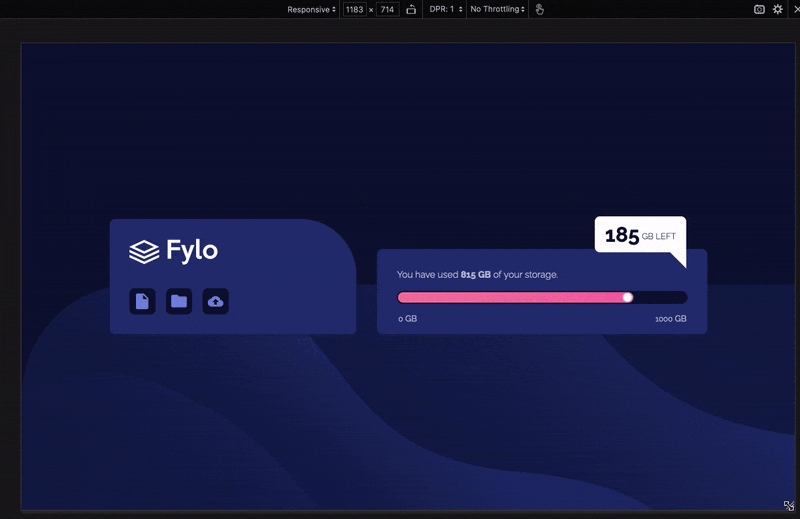 Responsive 1183 × 714 DPR: 1 No Throttling
Fylo
185 GB LEFT
You have used 815 GB of your storage.
0 GB 1000 GB